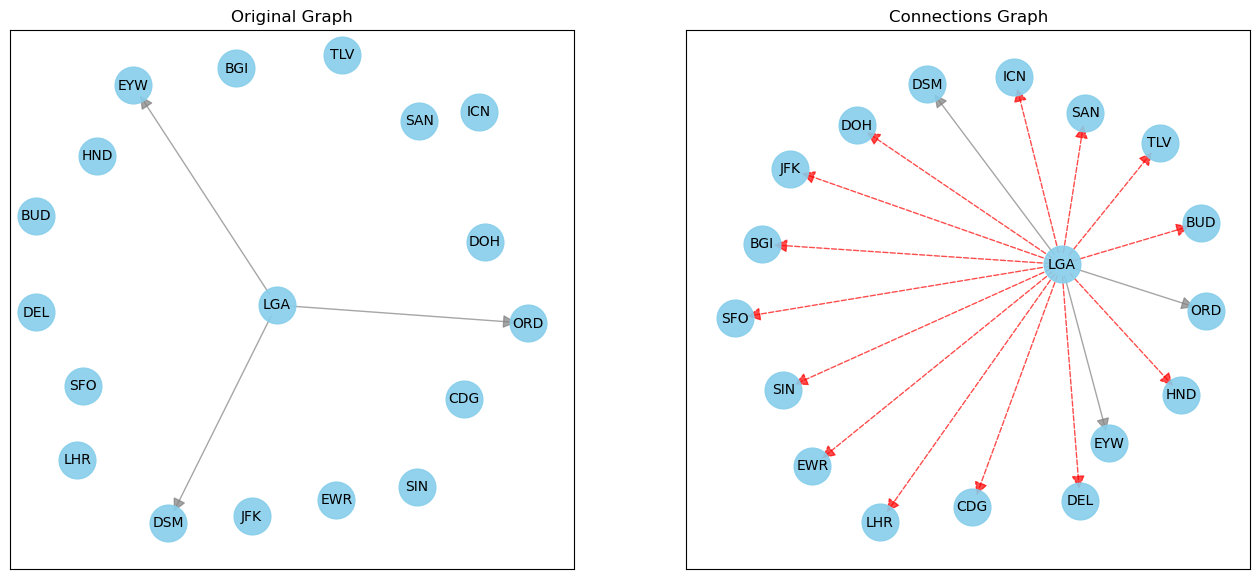 Original Graph
TLV
BGI
EYW
ICN
SAN
HND
BUD
DOH
LGA
DEL
ORD
SFO
CDG
LHR
SIN
EWR
JFK
DSM
Connections Graph
ICN
DSM
SAN
DOH
TLV
JFK
BUD
BGI
LGA
ORD
SFO
SIN
HND
EYW
EWR
DEL
CDG
LHR